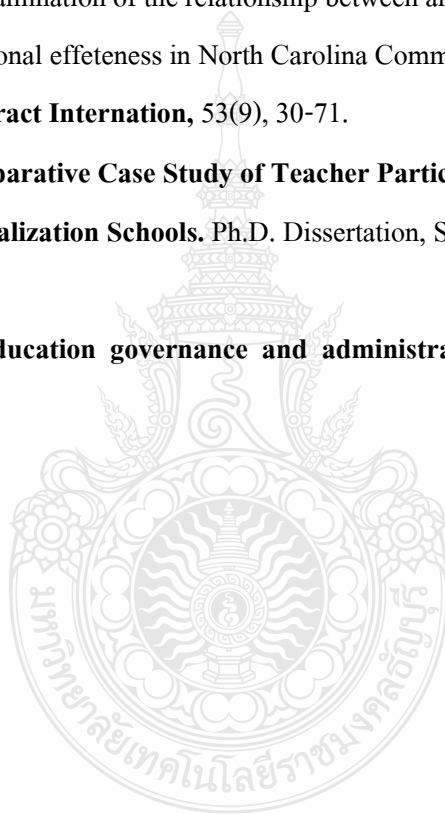 amination of the relationship between an
onal effeteness in North Carolina Comm
ract Internation, 53(9), 30-71.
parative Case Study of Teacher Partic
alization Schools. Ph.D. Dissertation, S
ducation governance and administra
มหาวิทยาลัยเทคโนโลยีราชมงคลธัญบุรี